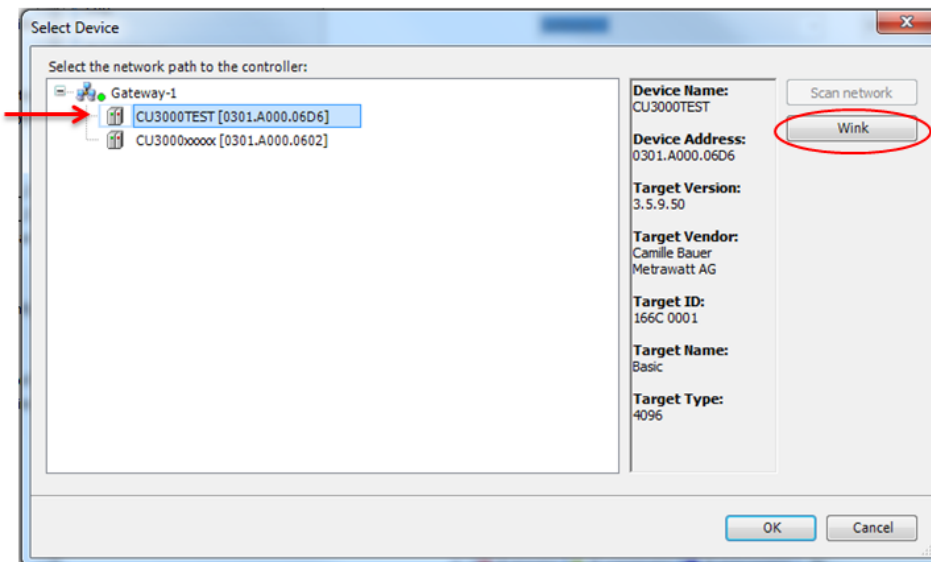 Select Device
Select the network path to the controller:
Gateway-1
CU3000TEST [0301.A000.06D6]
CU3000xxxxx [0301.A000.0602]
Device Name:
CU3000TEST
Device Address:
0301.A000.06D6
Target Version:
3.5.9.50
Target Vendor:
Camille Bauer
Metrawatt AG
Target ID:
166C 0001
Target Name:
Basic
Target Type:
4096
Scan network
Wink
OK
Cancel